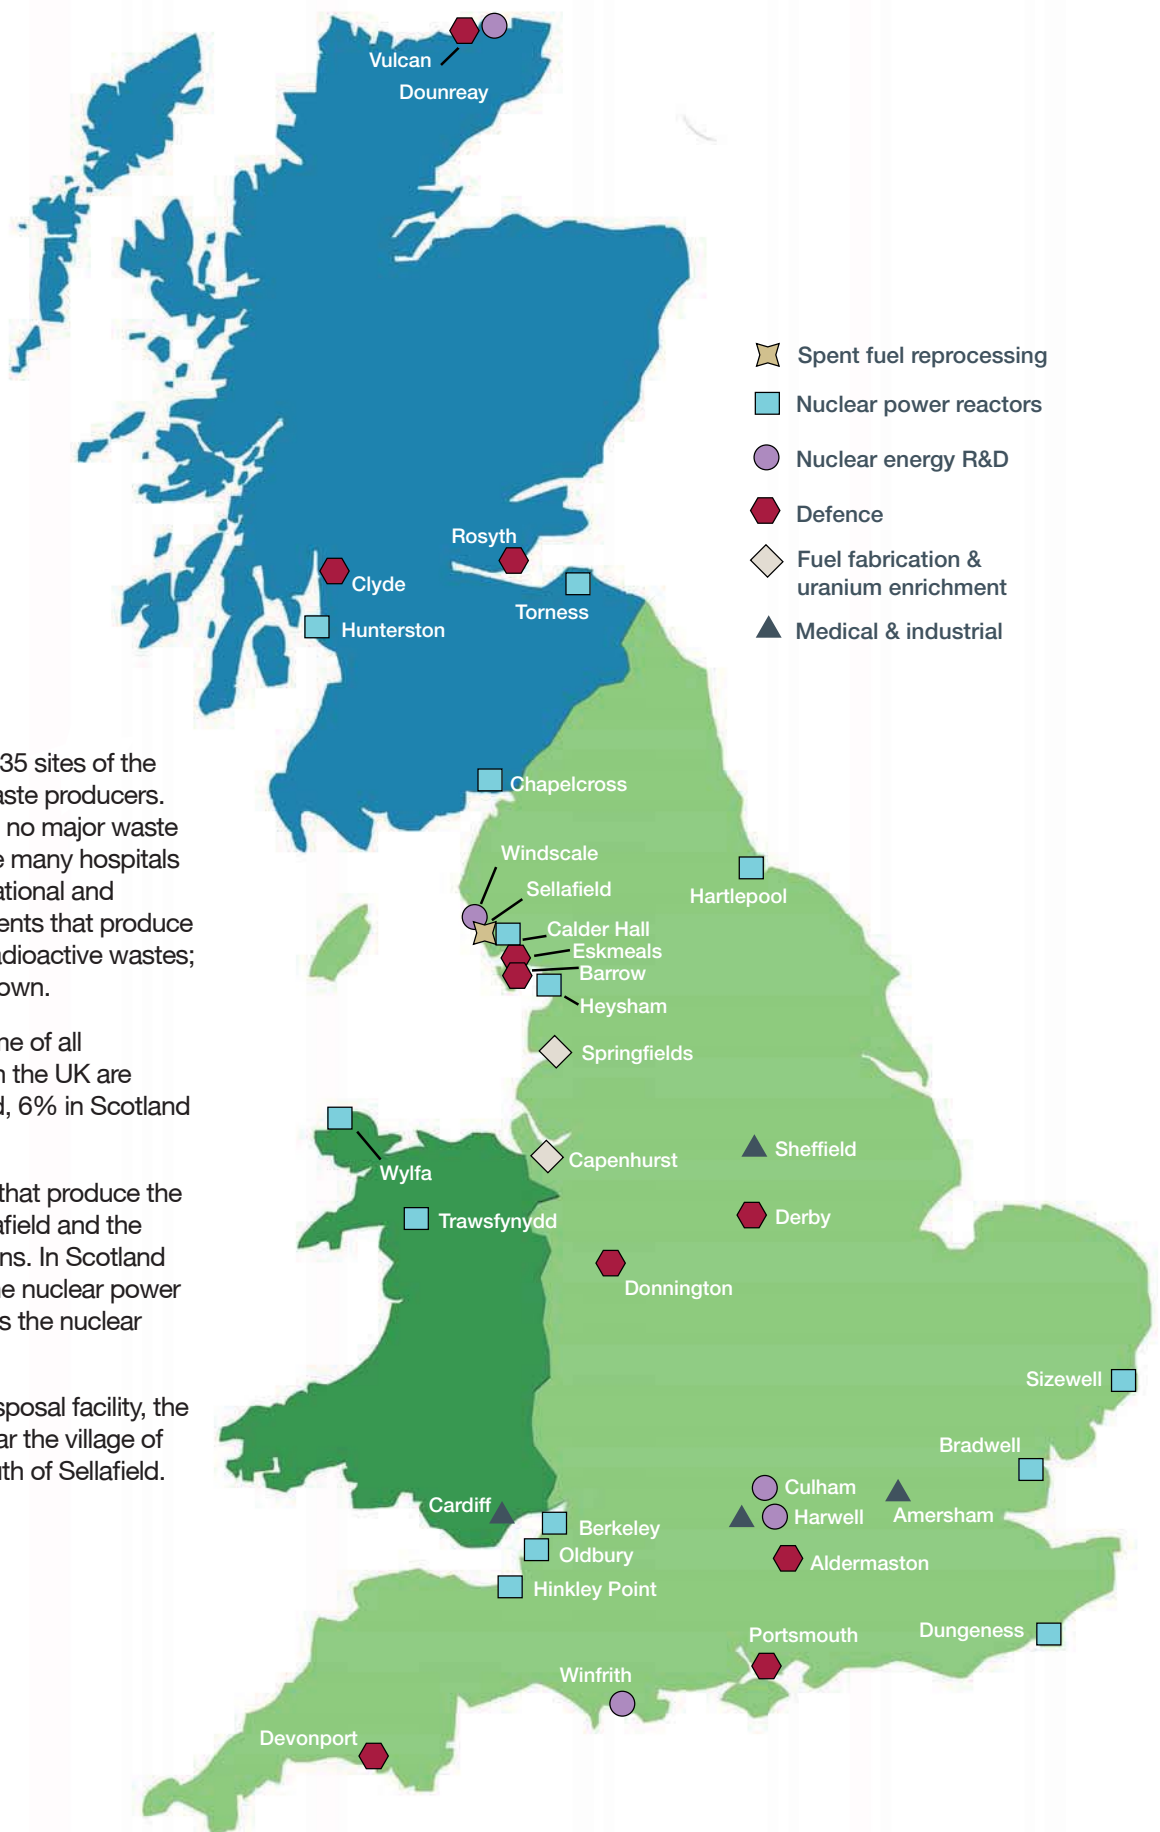 Vulcan
Dounreay
Spent fuel reprocessing
Nuclear power reactors
Nuclear energy R&D
Defence
Fuel fabrication &
uranium enrichment
Medical & industrial
Rosyth
Clyde
Torness
Hunterston
35 sites of the
aste producers.
no major waste
e many hospitals
ational and
ents that produce
adioactive wastes;
own.
ne of all
n the UK are
d, 6% in Scotland
that produce the
afield and the
ns. In Scotland
ne nuclear power
s the nuclear
sposal facility, the
ar the village of
uth of Sellafield.
Chapelcross
Windscale
Hartlepool
Sellafield
Calder Hall
Eskmeals
Barrow
Heysham
Springfields
Wylfa
Capenhurst
Sheffield
Trawsfynydd
Derby
Donnington
Sizewell
Bradwell
Culham
Cardiff
Harwell
Amersham
Berkeley
Oldbury
Aldermaston
Hinkley Point
Dungeness
Portsmouth
Winfrith
Devonport